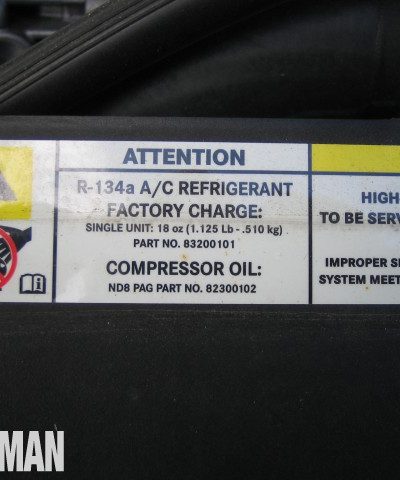 ATTENTION
R-134a A/C REFRIGERANT
FACTORY CHARGE:
SINGLE UNIT: 18 oz (1.125 Lb - .510 kg)
PART NO. 83200101
COMPRESSOR OIL:
ND8 PAG PART NO. 82300102
HIGH-
TO BE SERV
IMPROPER SE
SYSTEM MEET
MAN